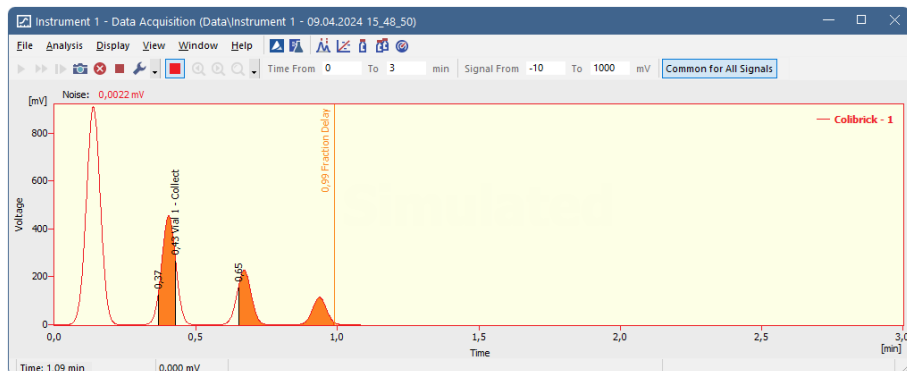 Instrument 1 - Data Acquisition (Data\Instrument 1 - 09.04.2024 15_48_50)
File Analysis Display View Window Help
Time From 0 To 3 min Signal From -10 To 1000 mV Common for All Signals
Noise: 0,0022 mV
[mV]
Colibrick - 1
800
600
400
200
0
Voltage
0,37
0,43 Vial 1 - Collect
0,65
0,99 Fraction Delay
0,0 0,5 1,0 1,5 2,0 2,5 3,0
Time
[min]
Time: 1.09 min 0.000 mV